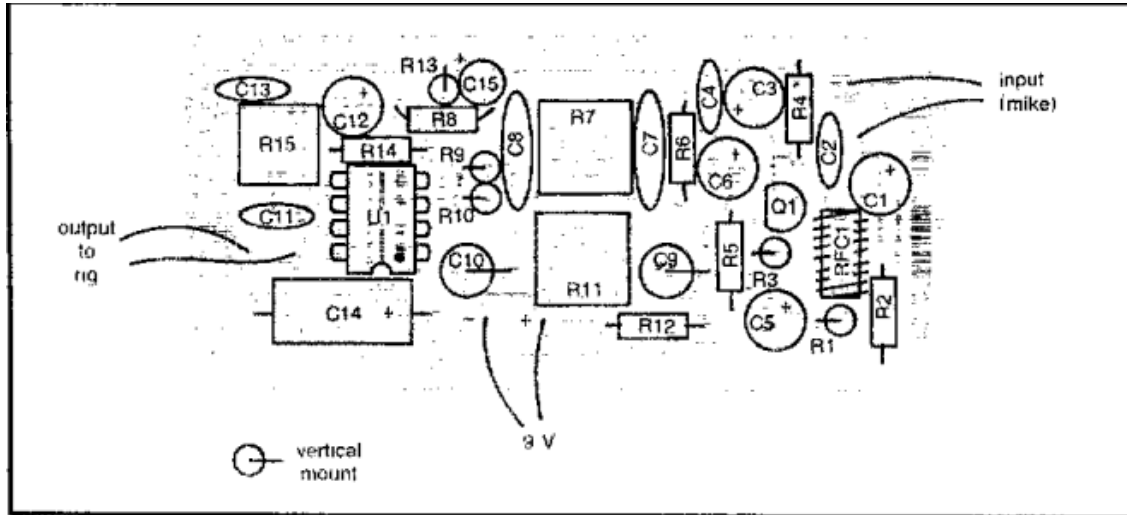 R13
+
C15
C13
C12
+
R8
C4
C3
+
R4
input
(mike)
R15
R14
R9
C8
R7
C7
R6
C6
+
C2
Q1
C1
+
C11
U1
R10
output
to
rig
C10
R11
C9
R5
R3
RFC1
C14
+
-
+
R12
C5
+
R1
R2
9 V
vertical
mount